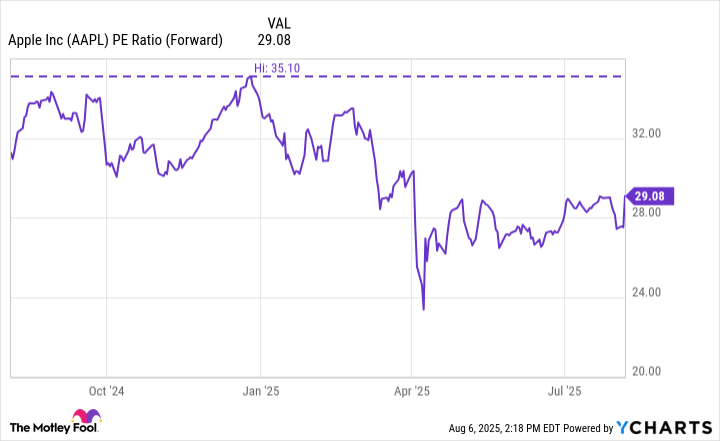 VAL
Apple Inc (AAPL) PE Ratio (Forward) 29.08
Hi: 35.10
32.00
29.08
28.00
24.00
20.00
Oct '24 Jan '25 Apr '25 Jul '25
The Motley Fool. Aug 6, 2025, 2:18 PM EDT Powered by YCHARTS